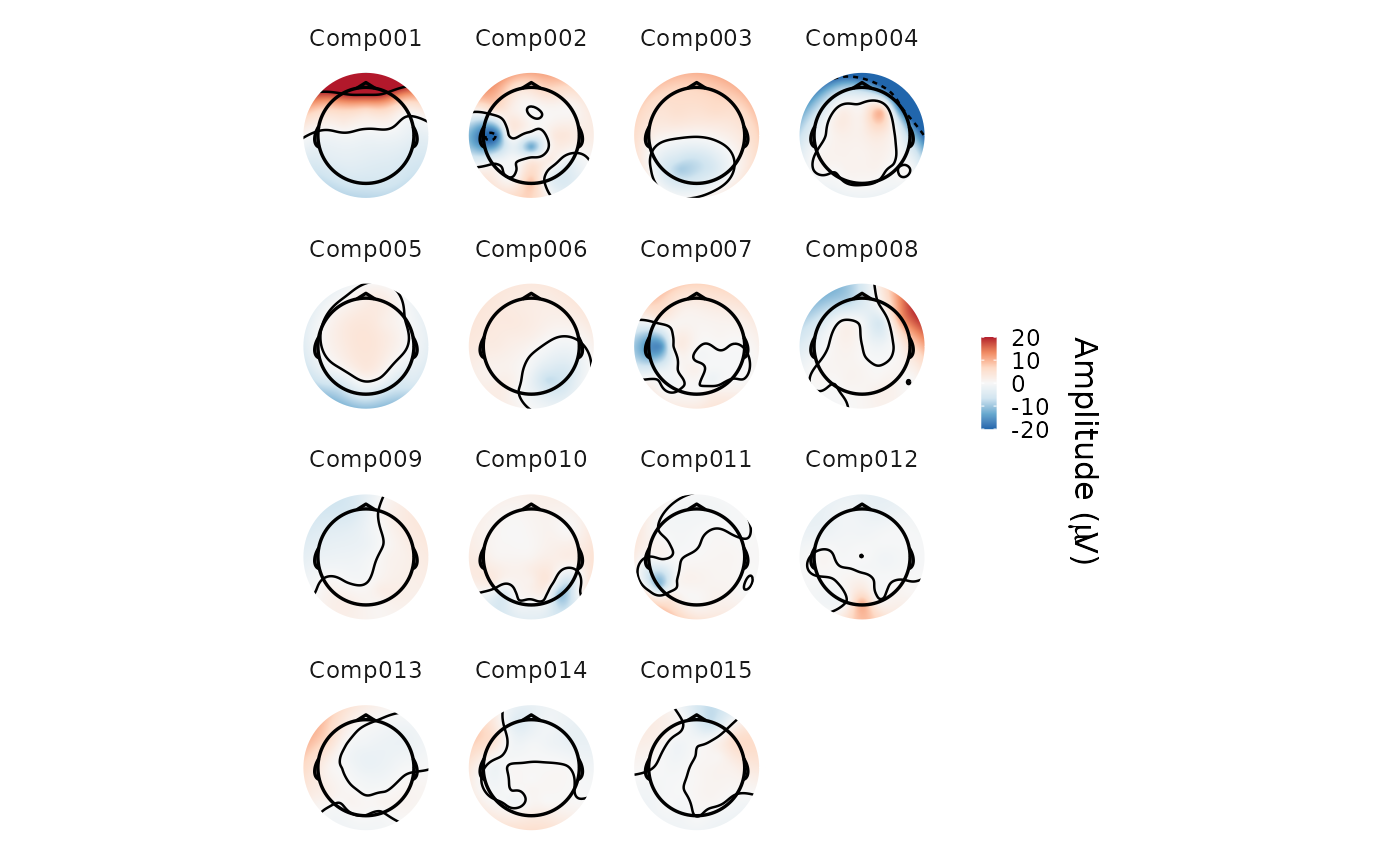 Comp001 Comp002 Comp003 Comp004
Comp005 Comp006 Comp007 Comp008
20
10
0
-10
-20
Amplitude (μV)
Comp009 Comp010 Comp011 Comp012
Comp013 Comp014 Comp015